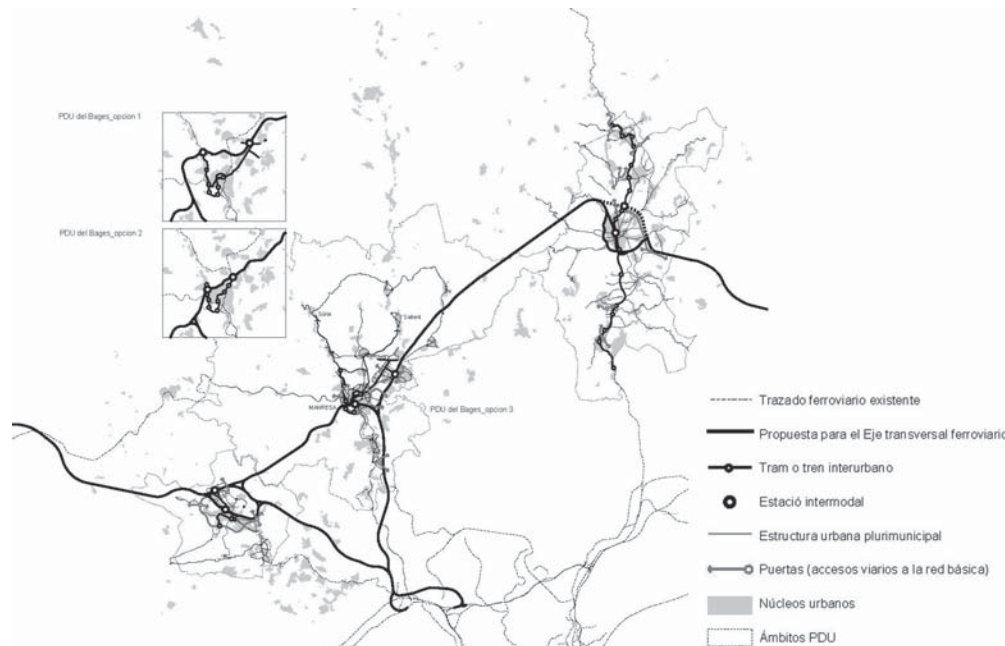 PDU del Bages_opcion 1
PDU del Bages_opcion 2
Súria
Sallent
MANRESA
PDU del Bages_opcion 3
Trazado ferroviario existente
Propuesta para el Eje transversal ferroviario
Tram o tren interurbano
Estació intermodal
Estructura urbana plurimunicipal
Puertas (accesos viarios a la red básica)
Núcleos urbanos
Ámbitos PDU